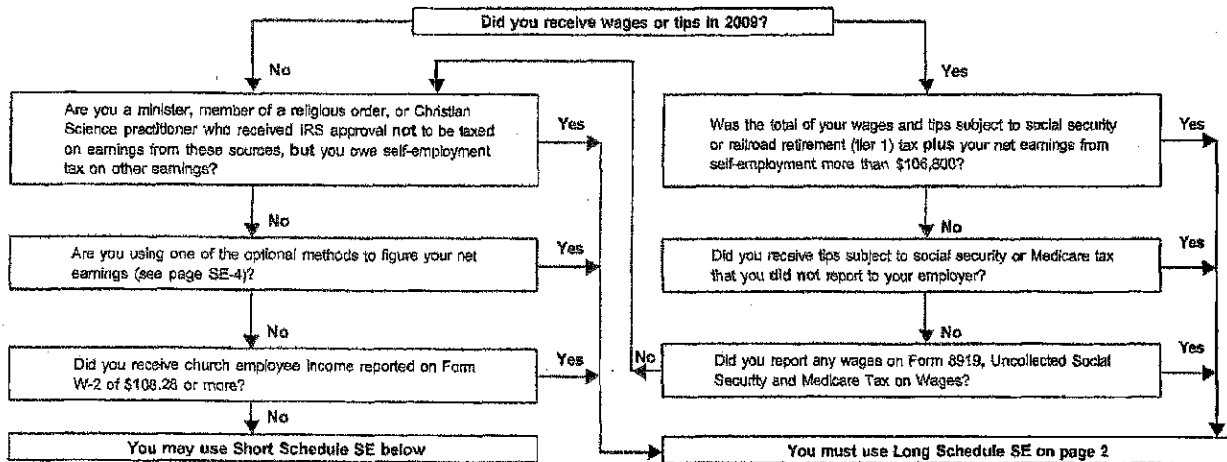 Did you receive wages or tips in 2009?
No
Yes
Are you a minister, member of a religious order, or Christian
Science practitioner who received IRS approval not to be taxed
on earnings from these sources, but you owe self-employment
tax on other earnings?
Yes
Was the total of your wages and tips subject to social security
or railroad retirement (tier 1) tax plus your net earnings from
self-employment more than $106,800?
Yes
No
No
Are you using one of the optional methods to figure your net
earnings (see page SE-4)?
Yes
Did you receive tips subject to social security or Medicare tax
that you did not report to your employer?
Yes
No
No
Did you receive church employee income reported on Form
W-2 of $108.28 or more?
Yes
No
Did you report any wages on Form 8919, Uncollected Social
Security and Medicare Tax on Wages?
Yes
No
You may use Short Schedule SE below
You must use Long Schedule SE on page 2